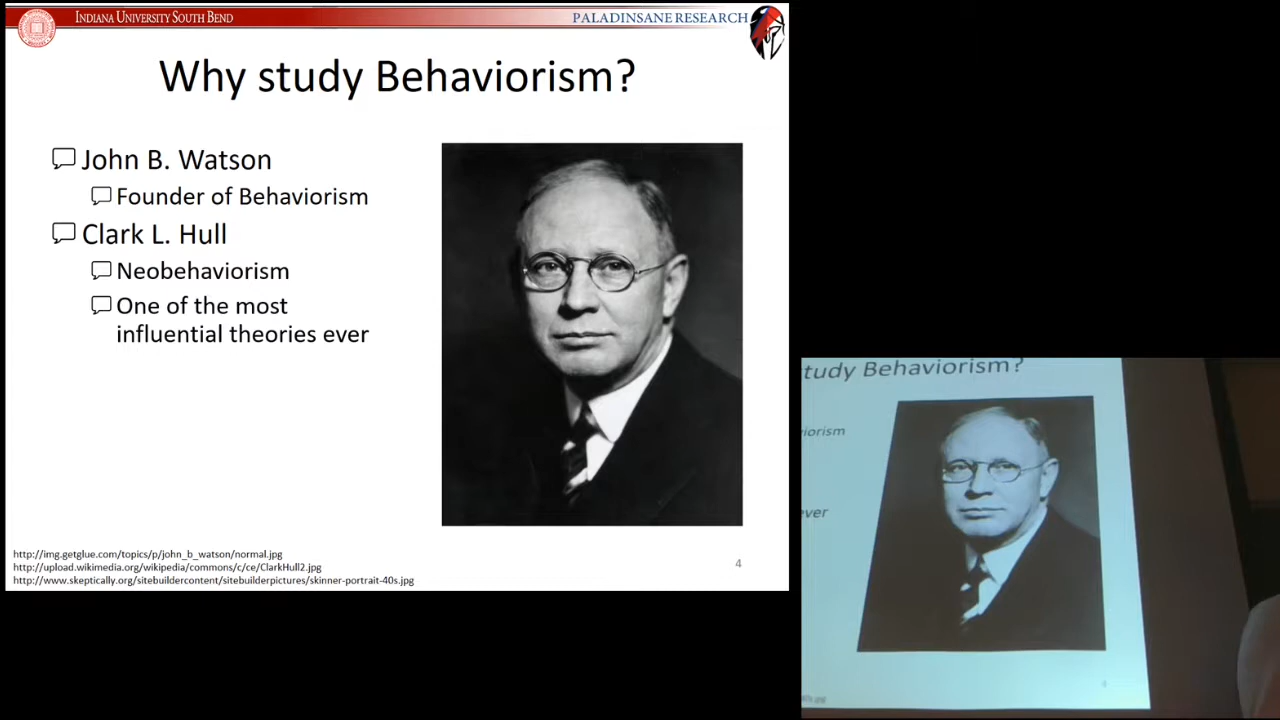 INDIANA UNIVERSITY SOUTH BEND
PALADINSANE RESEARCH
Why study Behaviorism?
John B. Watson
Founder of Behaviorism
Clark L. Hull
Neobehaviorism
One of the most
influential theories ever
http://img.getglue.com/topics/p/john_b_watson/normal.jpg
http://upload.wikimedia.org/wikipedia/commons/c/ce/ClarkHull2.jpg
http://www.skeptically.org/sitebuildercontent/sitebuilderpictures/skinner-portrait-40s.jpg
4
tudy Behaviorism?
iorism
ever
4